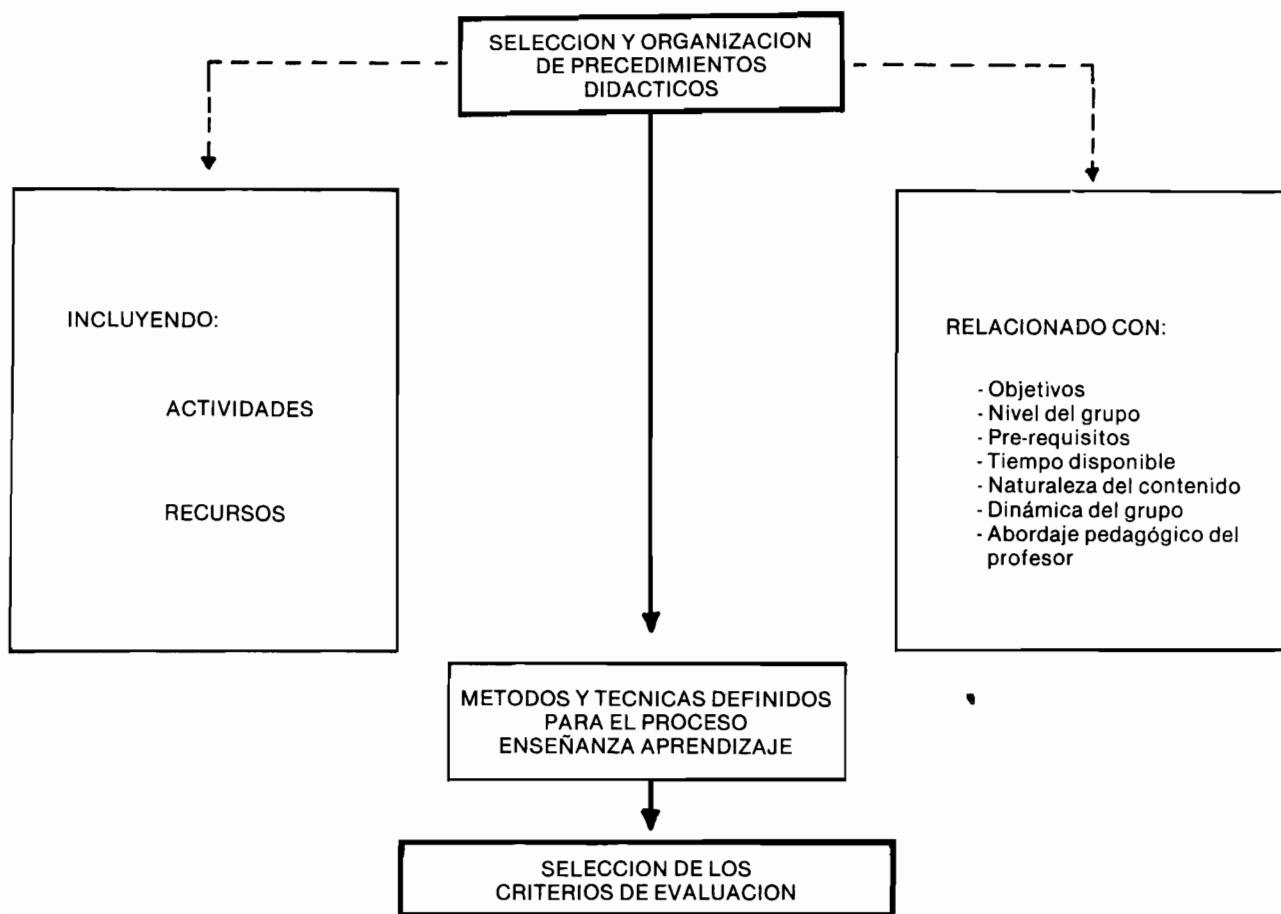 SELECCION Y ORGANIZACION
DE PRECEDIMIENTOS
DIDACTICOS
INCLUYENDO:
ACTIVIDADES
RECURSOS
RELACIONADO CON:
- Objetivos
- Nivel del grupo
- Pre-requisitos
- Tiempo disponible
- Naturaleza del contenido
- Dinámica del grupo
- Abordaje pedagógico del
profesor
METODOS Y TECNICAS DEFINIDOS
PARA EL PROCESO
ENSEÑANZA APRENDIZAJE
SELECCION DE LOS
CRITERIOS DE EVALUACION